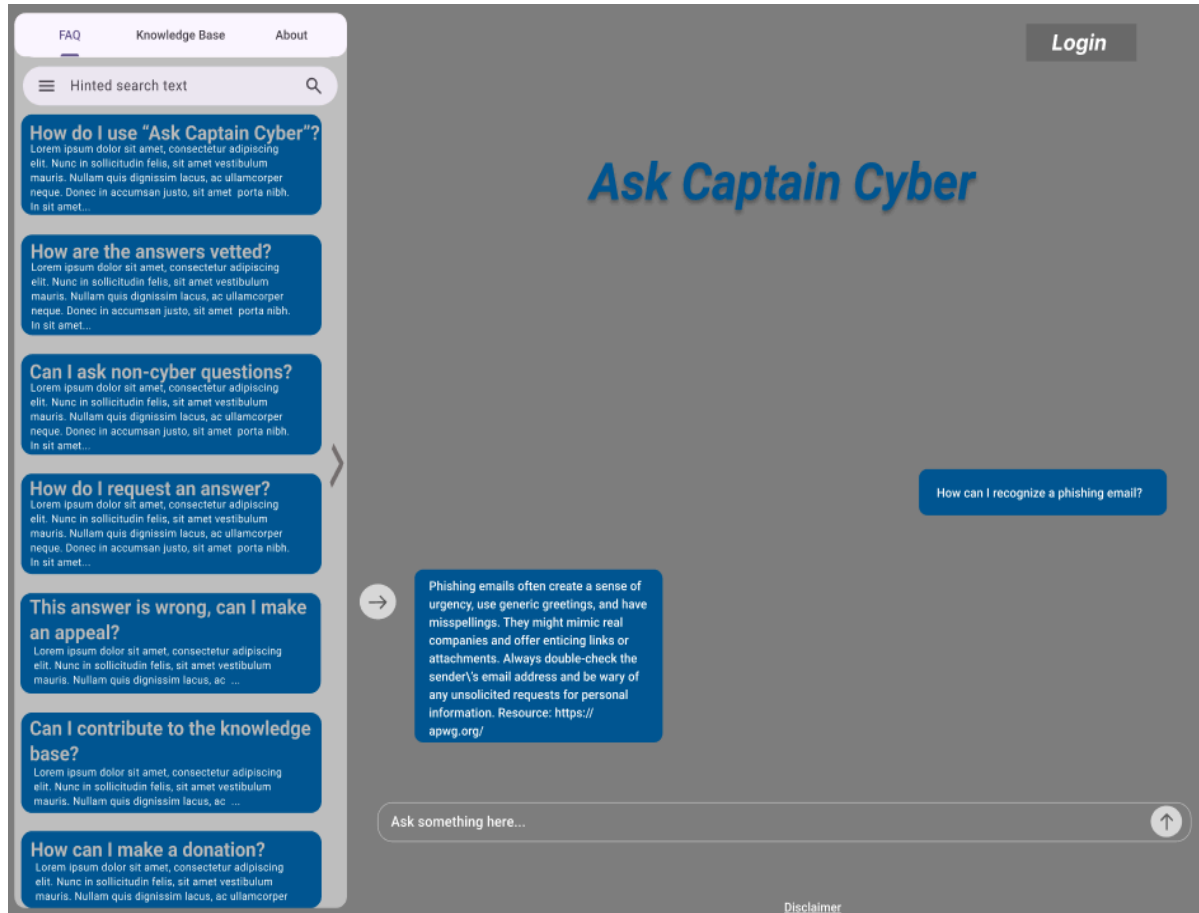 FAQ Knowledge Base About
Hinted search text
How do I use “Ask Captain Cyber”?
Lorem ipsum dolor sit amet, consectetur adipiscing
elit. Nunc in sollicitudin felis, sit amet vestibulum
mauris. Nullam quis dignissim lacus, ac ullamcorper
neque. Donec in accumsan justo, sit amet porta nibh.
In sit amet...
How are the answers vetted?
Lorem ipsum dolor sit amet, consectetur adipiscing
elit. Nunc in sollicitudin felis, sit amet vestibulum
mauris. Nullam quis dignissim lacus, ac ullamcorper
neque. Donec in accumsan justo, sit amet porta nibh.
In sit amet...
Can I ask non-cyber questions?
Lorem ipsum dolor sit amet, consectetur adipiscing
elit. Nunc in sollicitudin felis, sit amet vestibulum
mauris. Nullam quis dignissim lacus, ac ullamcorper
neque. Donec in accumsan justo, sit amet porta nibh.
In sit amet...
How do I request an answer?
Lorem ipsum dolor sit amet, consectetur adipiscing
elit. Nunc in sollicitudin felis, sit amet vestibulum
mauris. Nullam quis dignissim lacus, ac ullamcorper
neque. Donec in accumsan justo, sit amet porta nibh.
In sit amet...
This answer is wrong, can I make
an appeal?
Lorem ipsum dolor sit amet, consectetur adipiscing
elit. Nunc in sollicitudin felis, sit amet vestibulum
mauris. Nullam quis dignissim lacus, ac ...
Can I contribute to the knowledge
base?
Lorem ipsum dolor sit amet, consectetur adipiscing
elit. Nunc in sollicitudin felis, sit amet vestibulum
mauris. Nullam quis dignissim lacus, ac ...
How can I make a donation?
Lorem ipsum dolor sit amet, consectetur adipiscing
elit. Nunc in sollicitudin felis, sit amet vestibulum
mauris. Nullam quis dignissim lacus, ac ullamcorper
Login
Ask Captain Cyber
How can I recognize a phishing email?
Phishing emails often create a sense of
urgency, use generic greetings, and have
misspellings. They might mimic real
companies and offer enticing links or
attachments. Always double-check the
sender\'s email address and be wary of
any unsolicited requests for personal
information. Resource: https://
apwg.org/
Ask something here...
Disclaimer